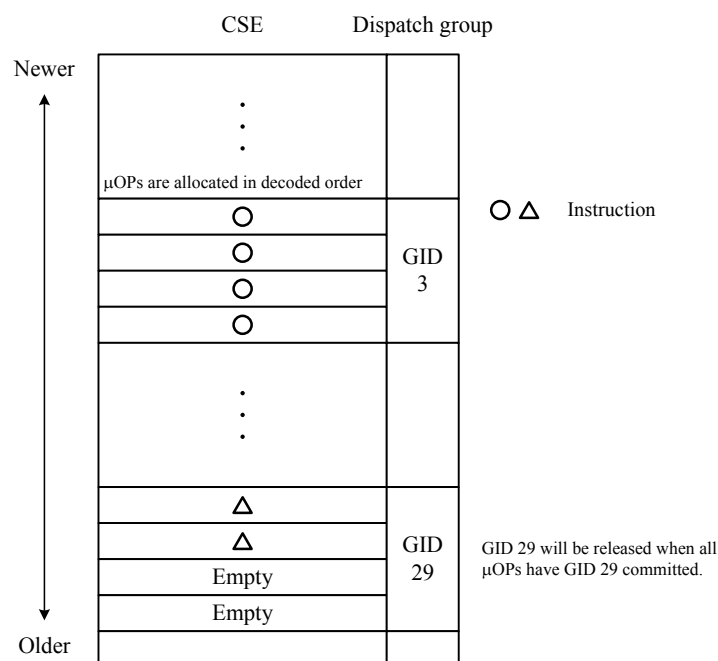 CSE
Dispatch group
Newer
μOPs are allocated in decoded order
Instruction
GID
3
GID
29
Empty
Empty
GID 29 will be released when all
μOPs have GID 29 committed.
Older